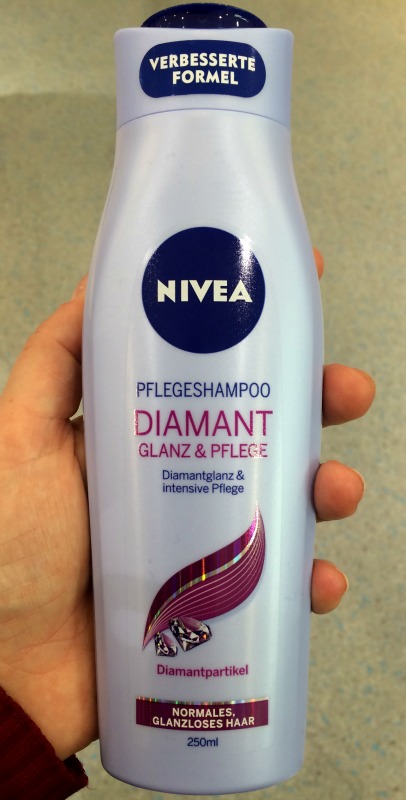 VERBESSERTE
FORMEL
NIVEA
PFLEGESHAMPOO
DIAMANT
GLANZ & PFLEGE
Diamantglanz &
intensive Pflege
Diamantpartikel
NORMALES,
GLANZLOSES HAAR
250ml